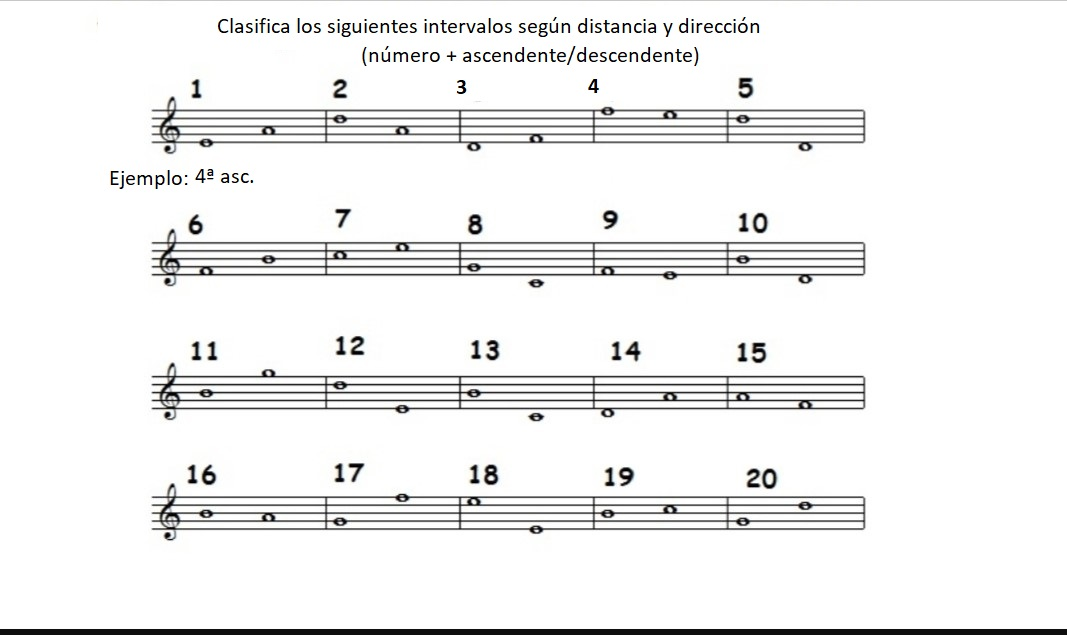 Clasifica los siguientes intervalos según distancia y dirección
(número + ascendente/descendente)
1 2 3 4 5
Ejemplo: 4ª asc.
6 7 8 9 10
11 12 13 14 15
16 17 18 19 20